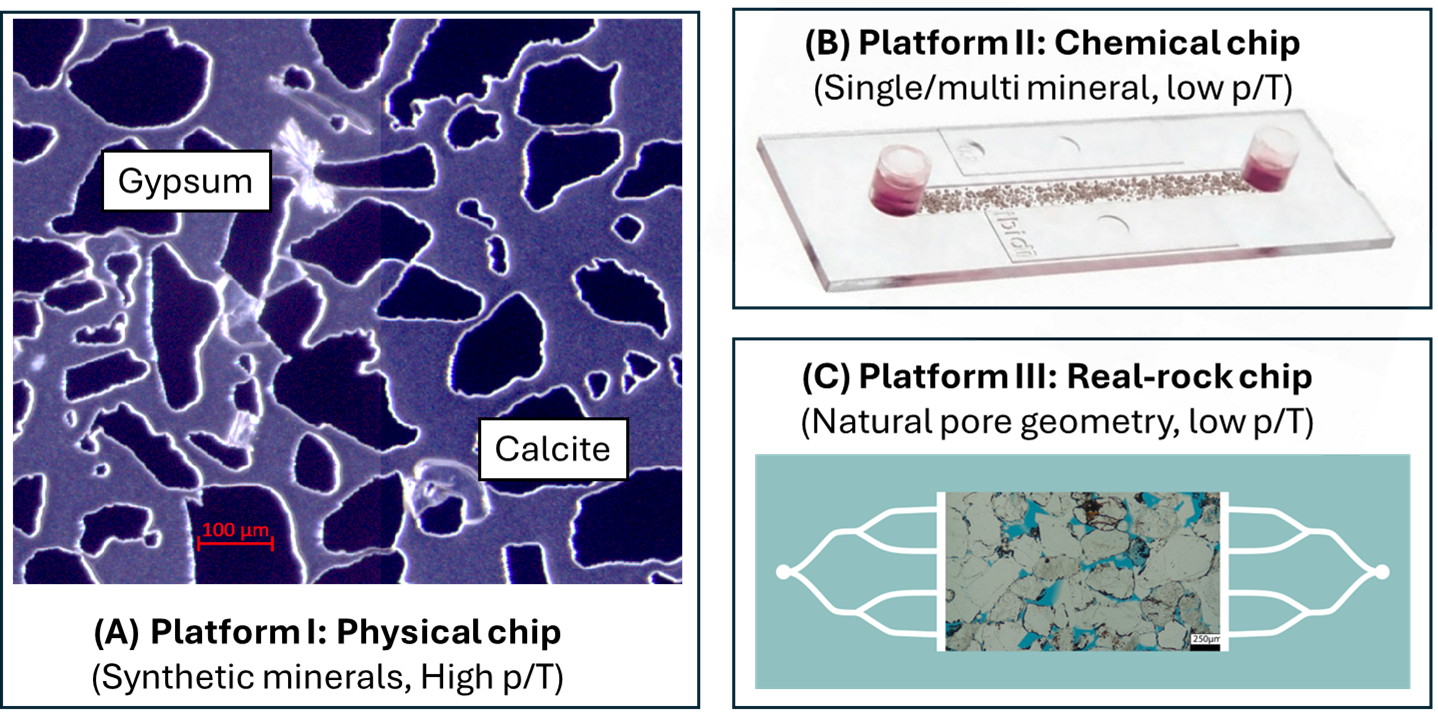 Gypsum
Calcite
100 µm
(A) Platform I: Physical chip
(Synthetic minerals, High p/T)
(B) Platform II: Chemical chip
(Single/multi mineral, low p/T)
ibidi
(C) Platform III: Real-rock chip
(Natural pore geometry, low p/T)
250µm